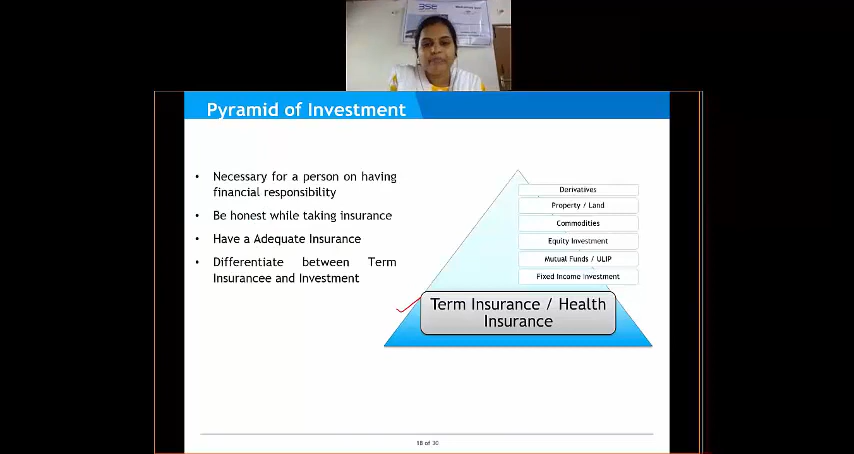 BSE
Pyramid of Investment
• Necessary for a person on having
financial responsibility
• Be honest while taking insurance
• Have a Adequate Insurance
• Differentiate between Term
Insurancee and Investment
Derivatives
Property / Land
Commodities
Equity Investment
Mutual Funds / ULIP
Fixed Income Investment
Term Insurance / Health
Insurance
18 of 30